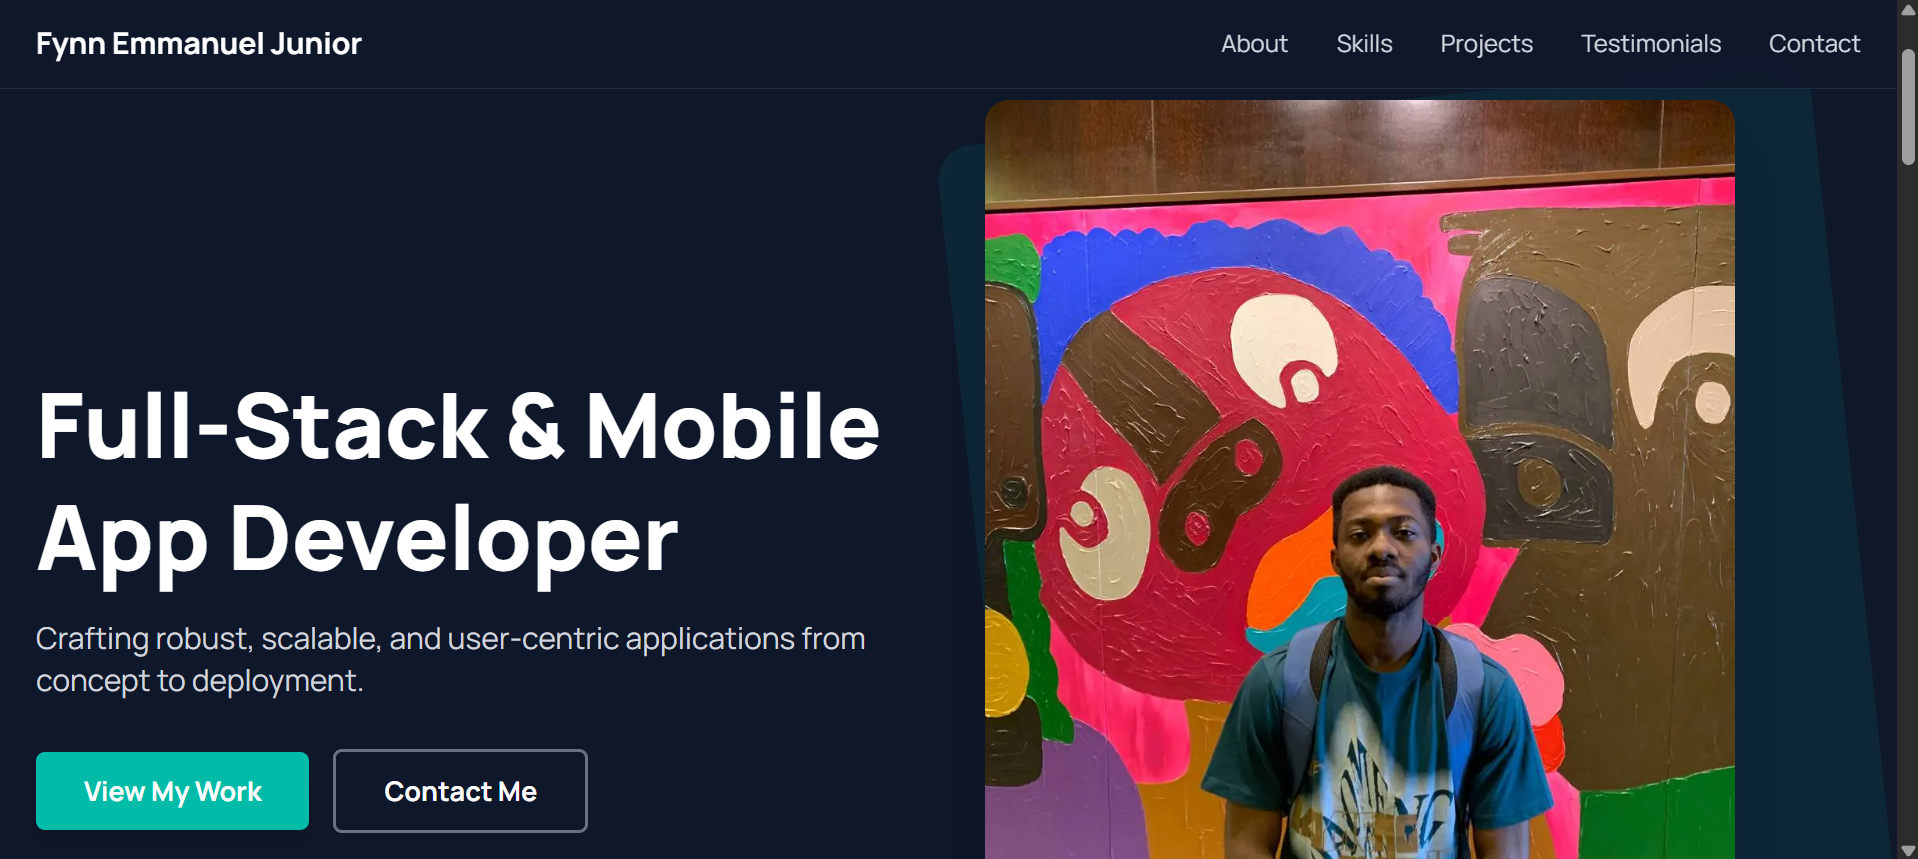 Fynn Emmanuel Junior
About Skills Projects Testimonials Contact
Full-Stack & Mobile
App Developer
Crafting robust, scalable, and user-centric applications from
concept to deployment.
View My Work
Contact Me